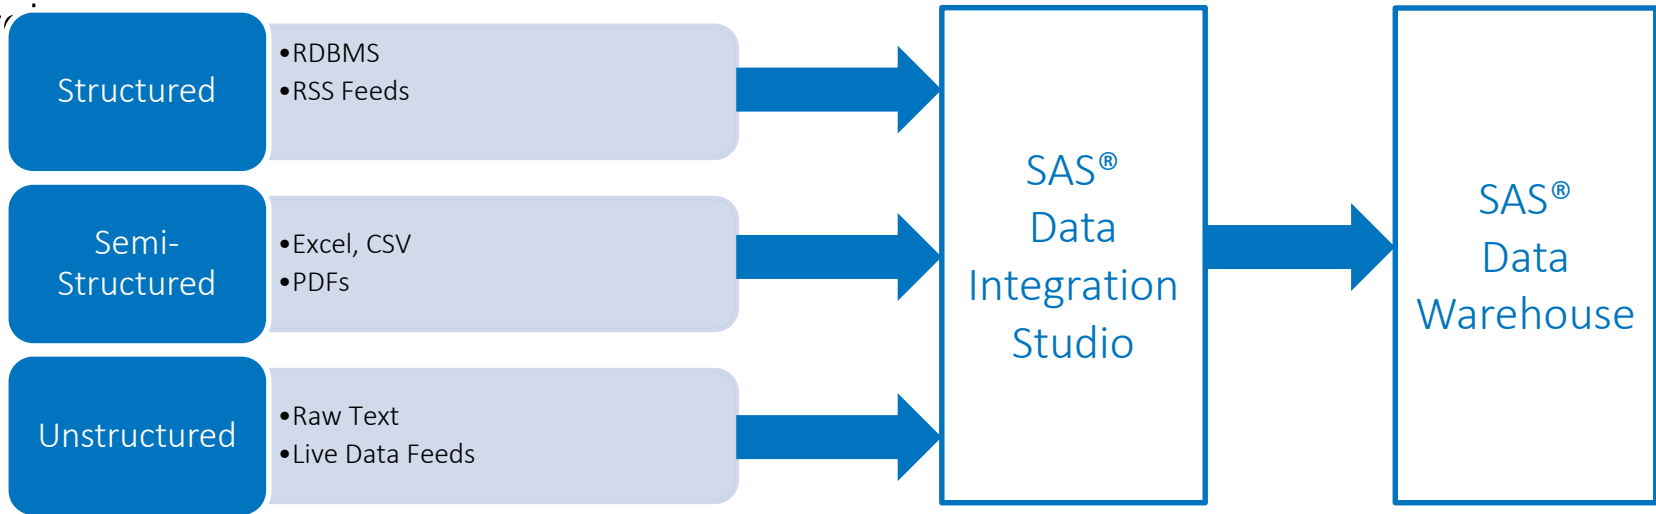 Structured
•RDBMS
•RSS Feeds
Semi-
Structured
•Excel, CSV
•PDFs
Unstructured
•Raw Text
•Live Data Feeds
SAS®
Data
Integration
Studio
SAS®
Data
Warehouse